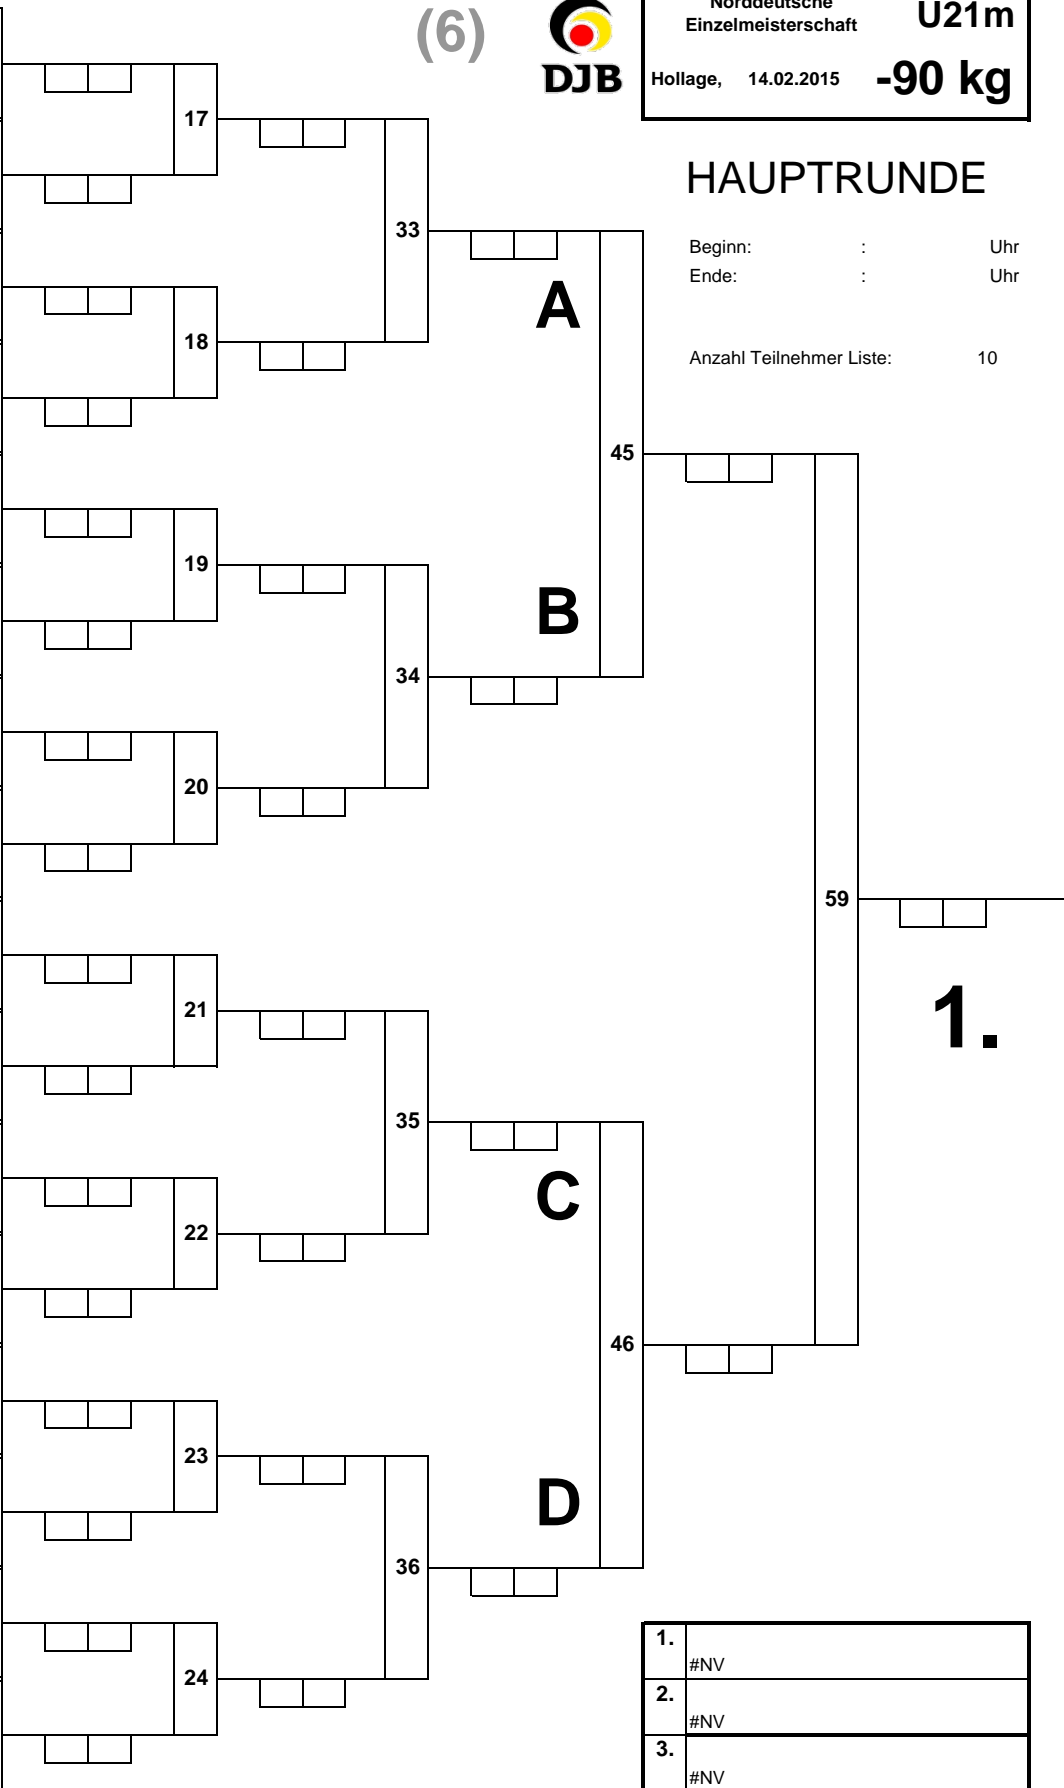 (6)
DJB
Norddeutsche
Einzelmeisterschaft
U21m
Hollage, 14.02.2015
-90 kg
HAUPTRUNDE
Beginn: : Uhr
Ende: : Uhr
Anzahl Teilnehmer Liste: 10
17
33
A
18
45
19
B
34
20
59
21
1.
35
C
22
46
23
D
36
24
1.
#NV
2.
#NV
3.
#NV